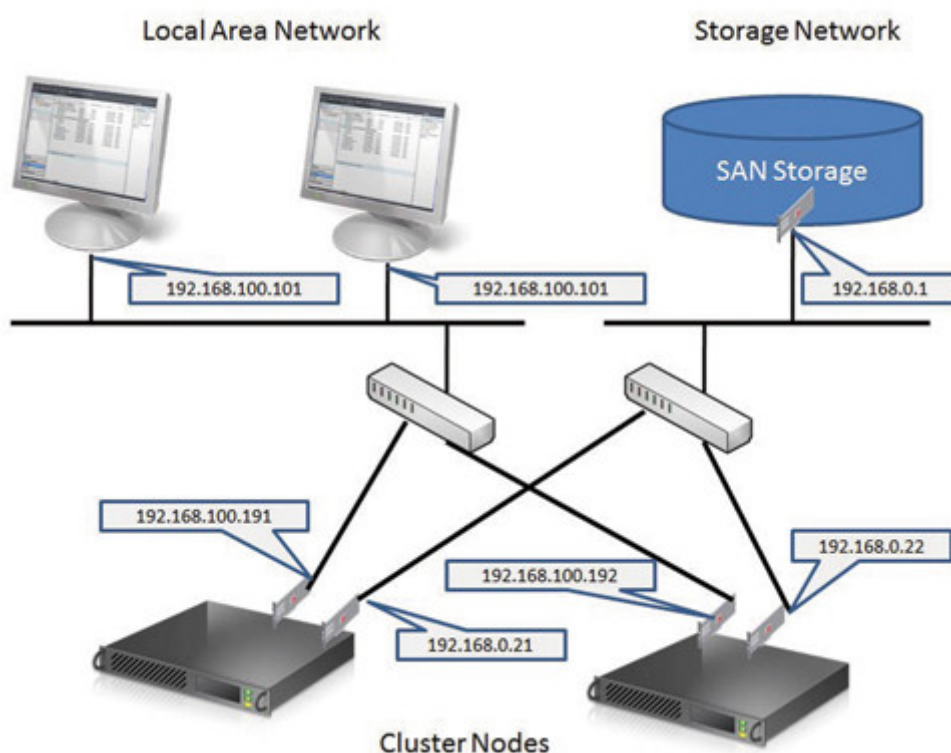 Local Area Network
Storage Network
SAN Storage
192.168.100.101
192.168.100.101
192.168.0.1
192.168.100.191
192.168.0.22
192.168.100.192
192.168.0.21
Cluster Nodes